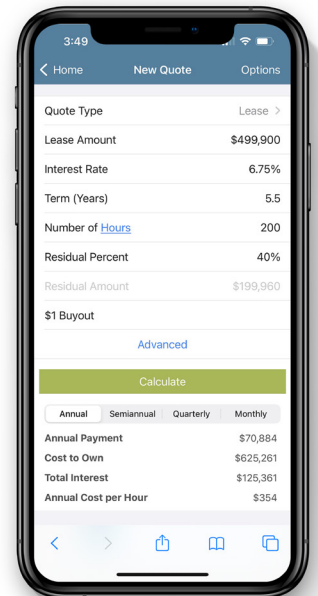 3:49
Home New Quote Options
Quote Type Lease
Lease Amount $499,900
Interest Rate 6.75%
Term (Years) 5.5
Number of Hours 200
Residual Percent 40%
Residual Amount $199,960
$1 Buyout
Advanced
Calculate
Annual Semiannual Quarterly Monthly
Annual Payment $70,884
Cost to Own $625,261
Total Interest $125,361
Annual Cost per Hour $354